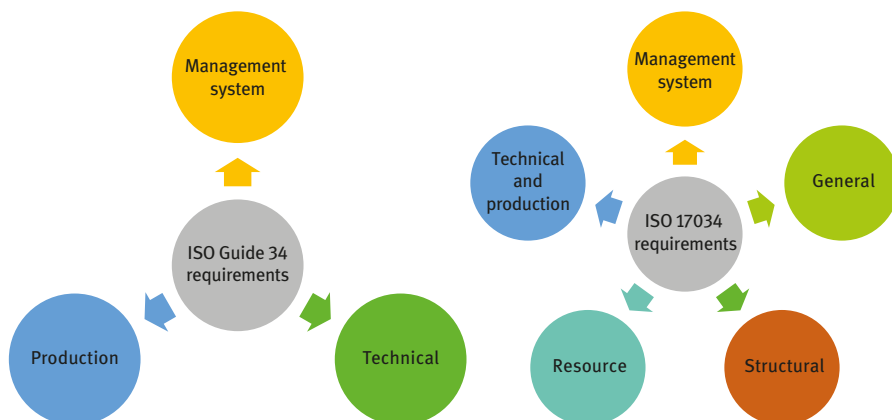 Management
system
ISO Guide 34
requirements
Production
Technical
Management
system
Technical
and
production
General
ISO 17034
requirements
Resource
Structural